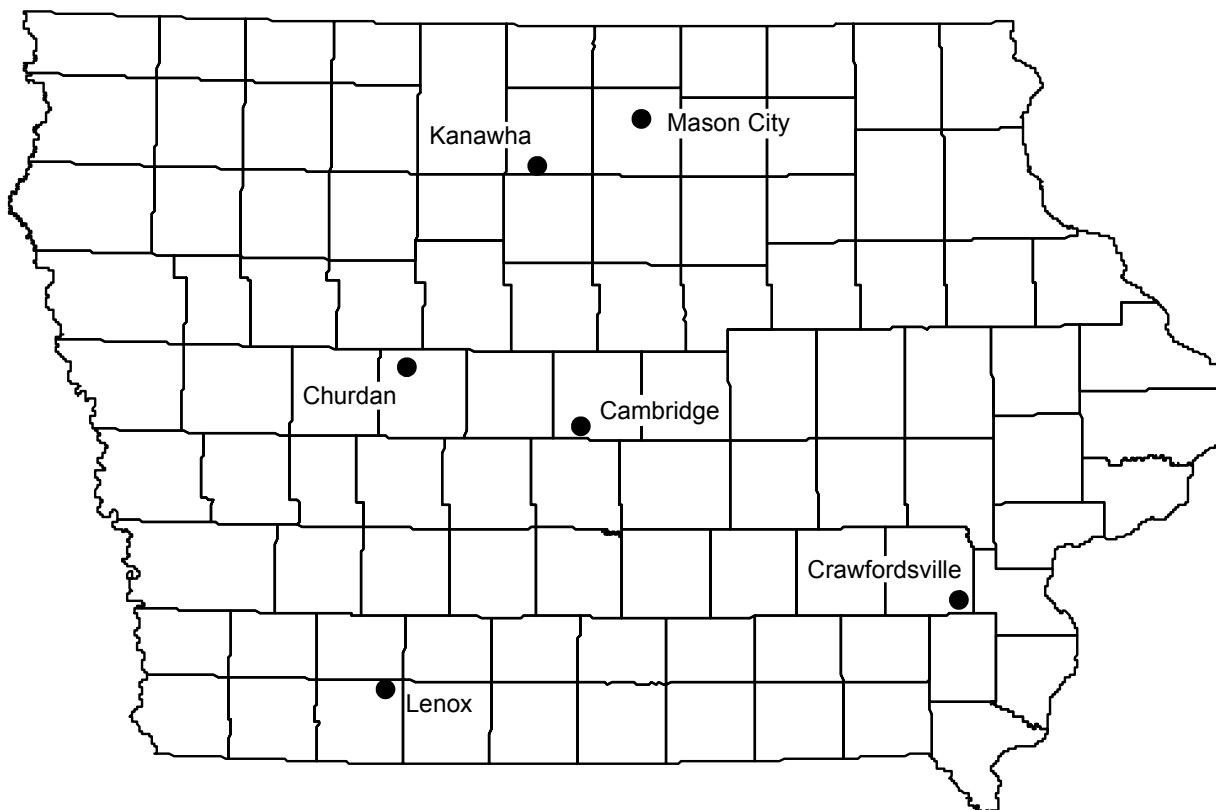 Mason City
Kanawha
Churdan
Cambridge
Crawfordsville
Lenox